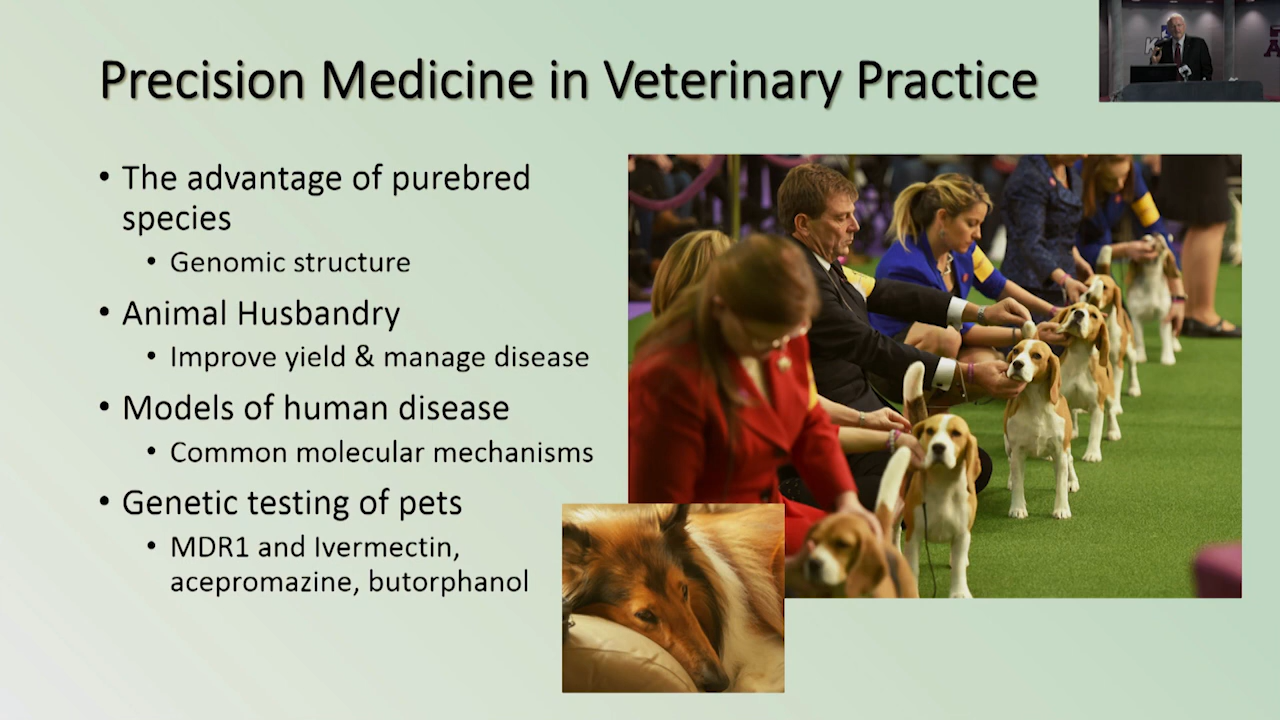 Precision Medicine in Veterinary Practice
• The advantage of purebred
species
• Genomic structure
• Animal Husbandry
• Improve yield & manage disease
• Models of human disease
• Common molecular mechanisms
• Genetic testing of pets
• MDR1 and Ivermectin,
acepromazine, butorphanol